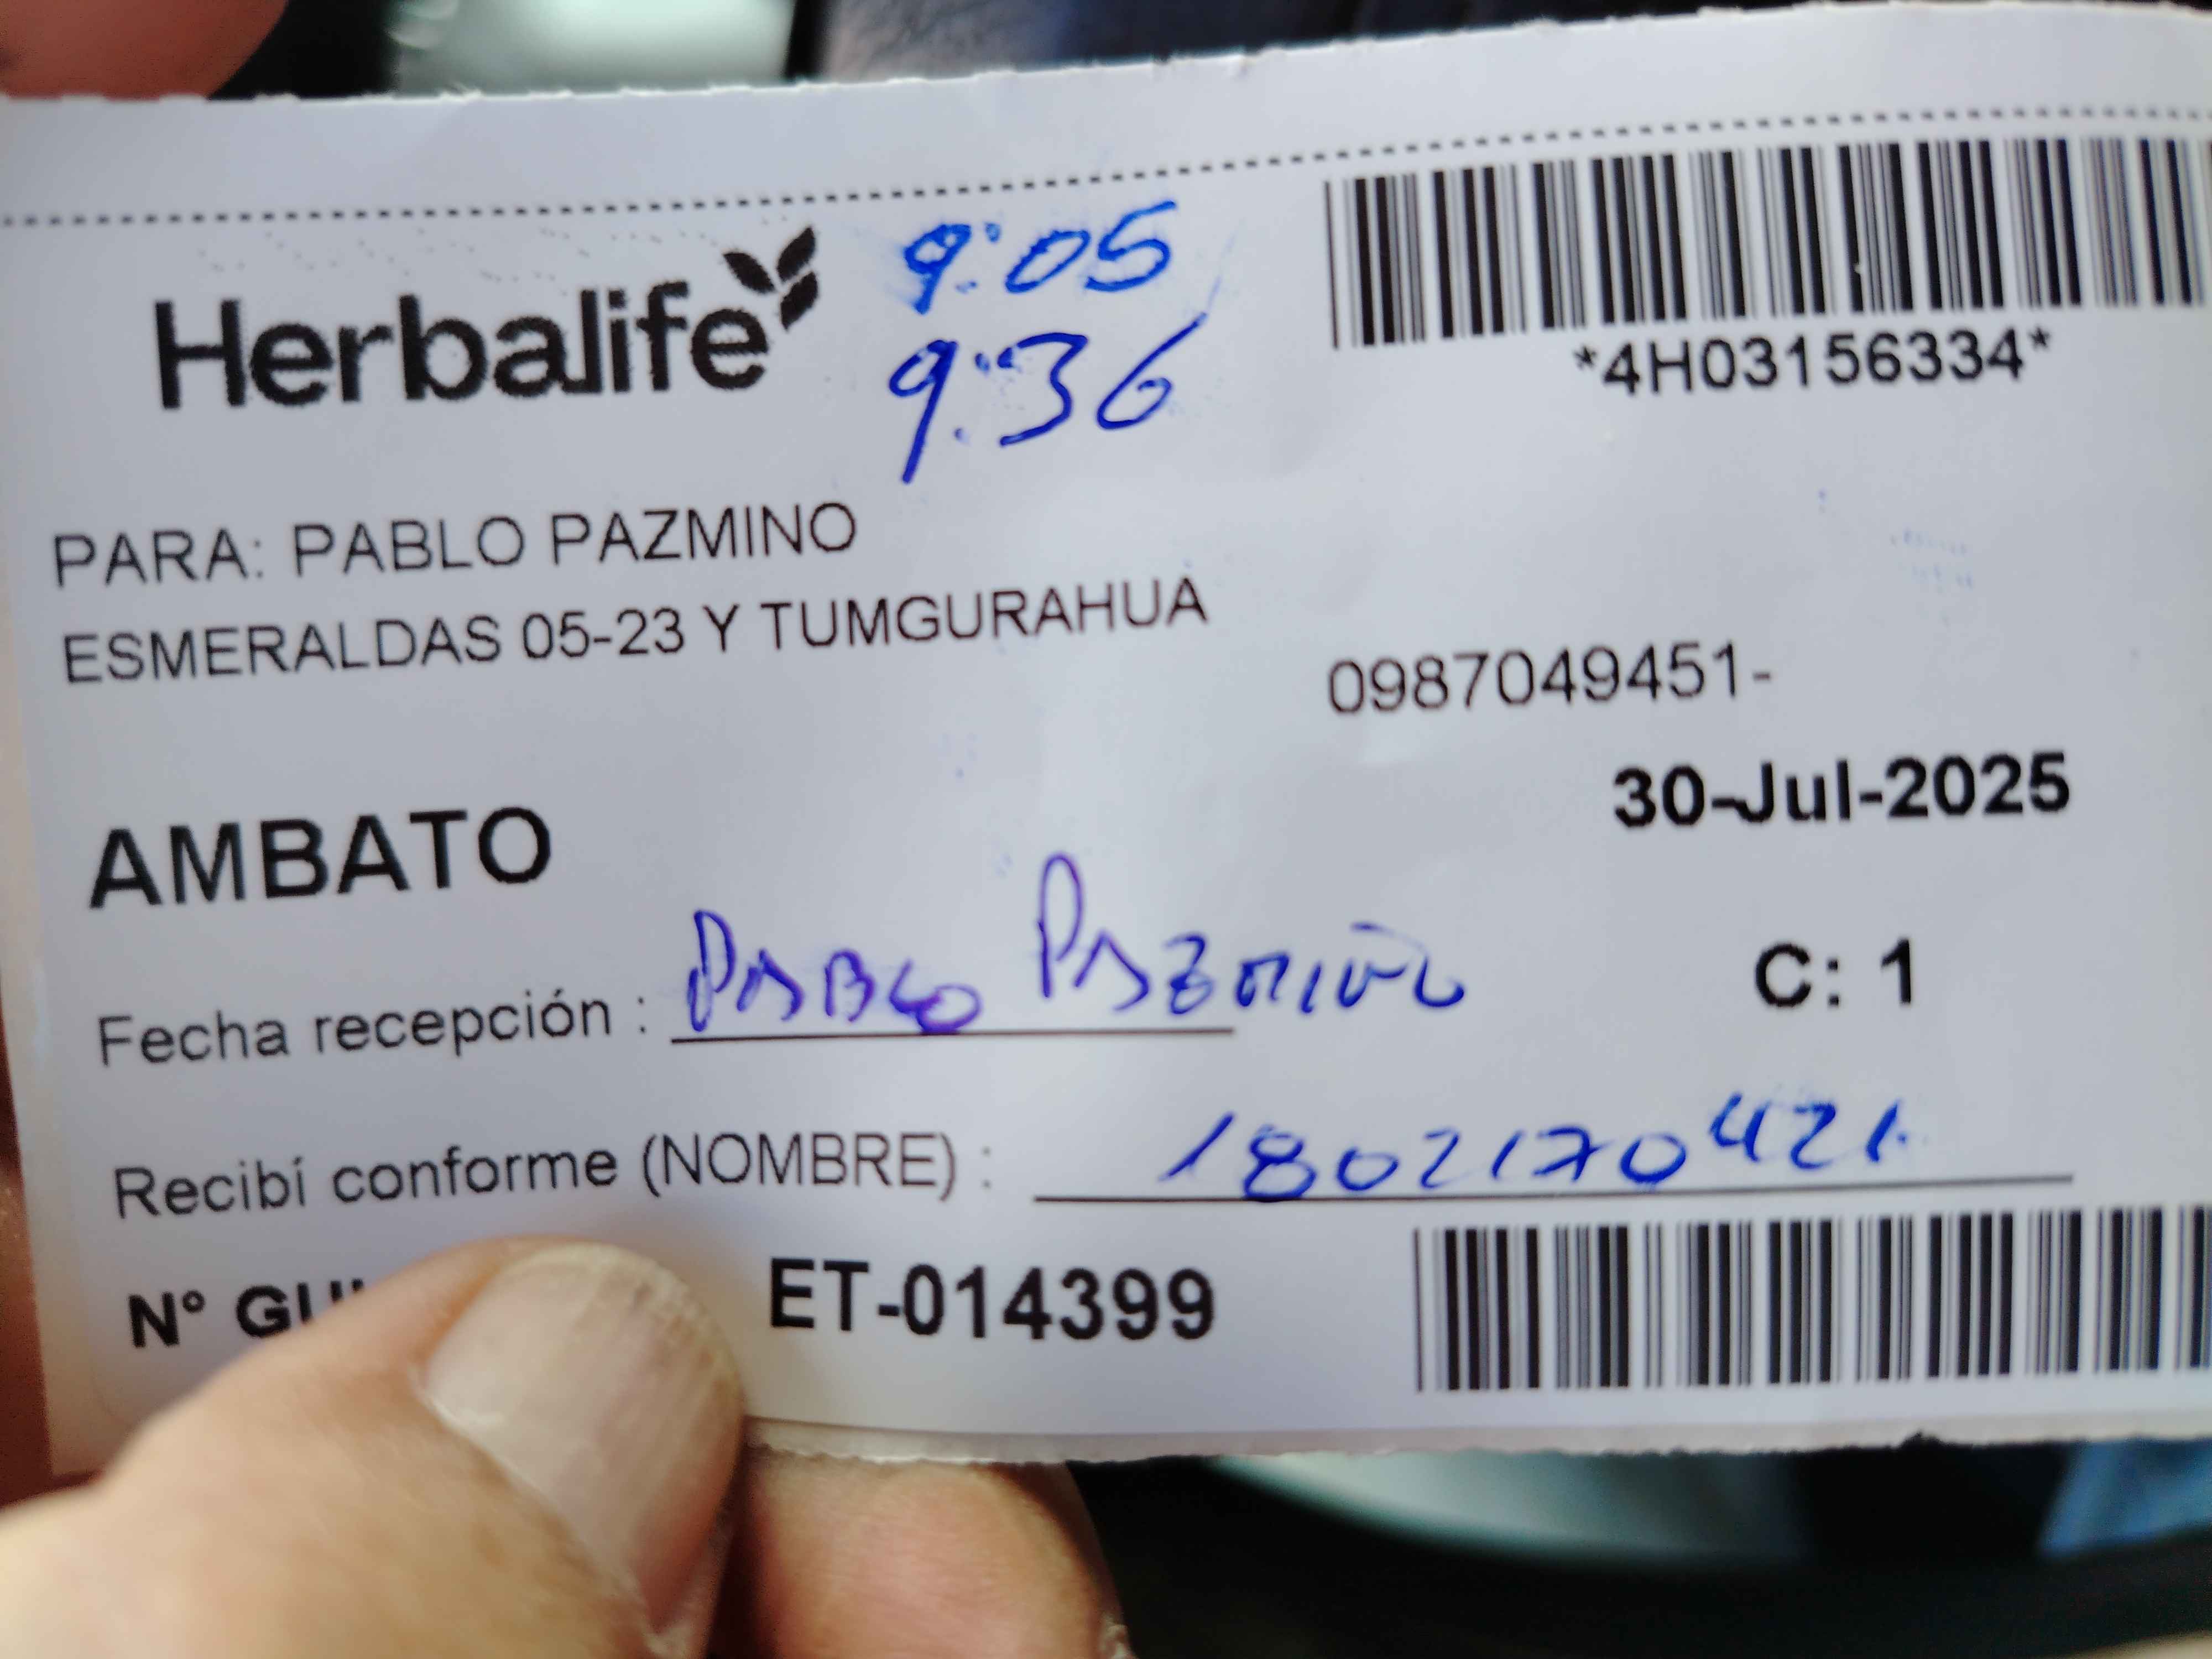 Herbalife
9:05
9:36
*4H03156334*
PARA: PABLO PAZMINO
ESMERALDAS 05-23 Y TUMGURAHUA
0987049451-
30-Jul-2025
AMBATO
C: 1
Fecha recepción : PABLO PAZMIÑO
Recibí conforme (NOMBRE) : 1802170421
N° ET-014399